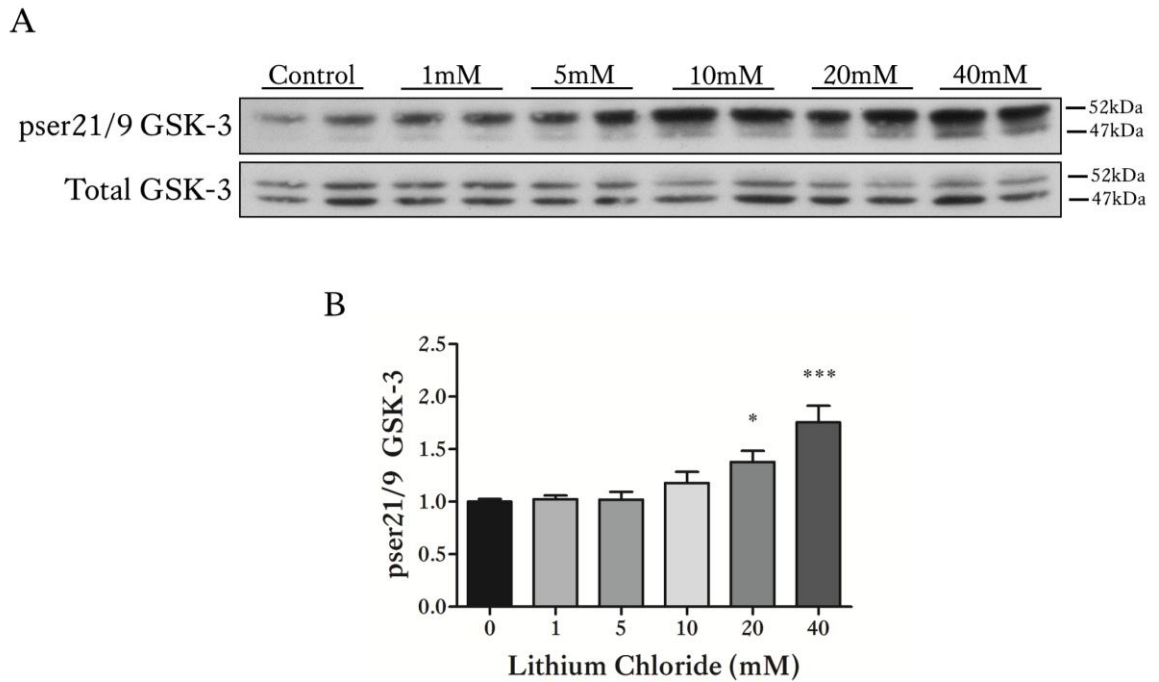 A
Control 1mM 5mM 10mM 20mM 40mM
pser21/9 GSK-3
52kDa
47kDa
Total GSK-3
52kDa
47kDa
B
pser21/9 GSK-3
2.5
2.0
1.5
1.0
0.5
0.0
*
***
0 1 5 10 20 40
Lithium Chloride (mM)